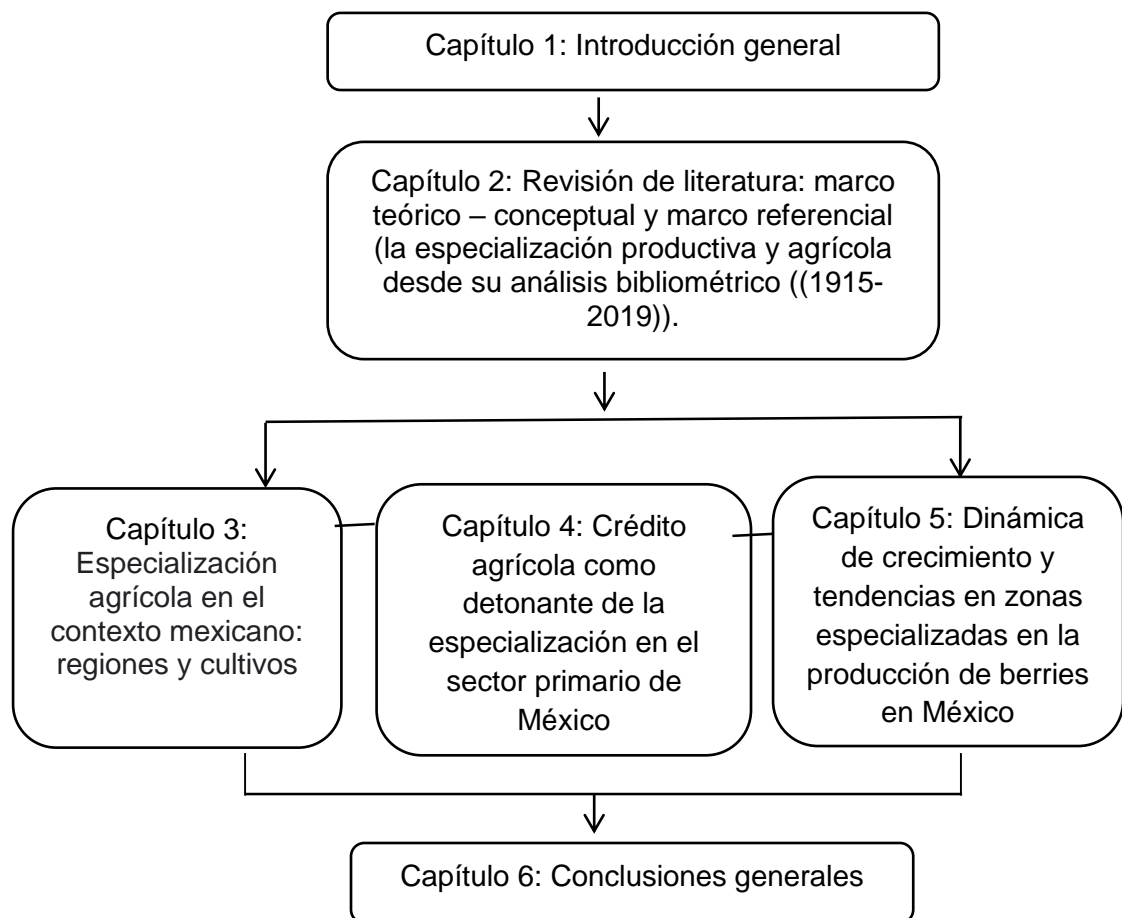 Capítulo 1: Introducción general
Capítulo 2: Revisión de literatura: marco
teórico – conceptual y marco referencial
(la especialización productiva y agrícola
desde su análisis bibliométrico ((1915-
2019)).
Capítulo 3:
Especialización
agrícola en el
contexto mexicano:
regiones y cultivos
Capítulo 4: Crédito
agrícola como
detonante de la
especialización en el
sector primario de
México
Capítulo 5: Dinámica
de crecimiento y
tendencias en zonas
especializadas en la
producción de berries
en México
Capítulo 6: Conclusiones generales